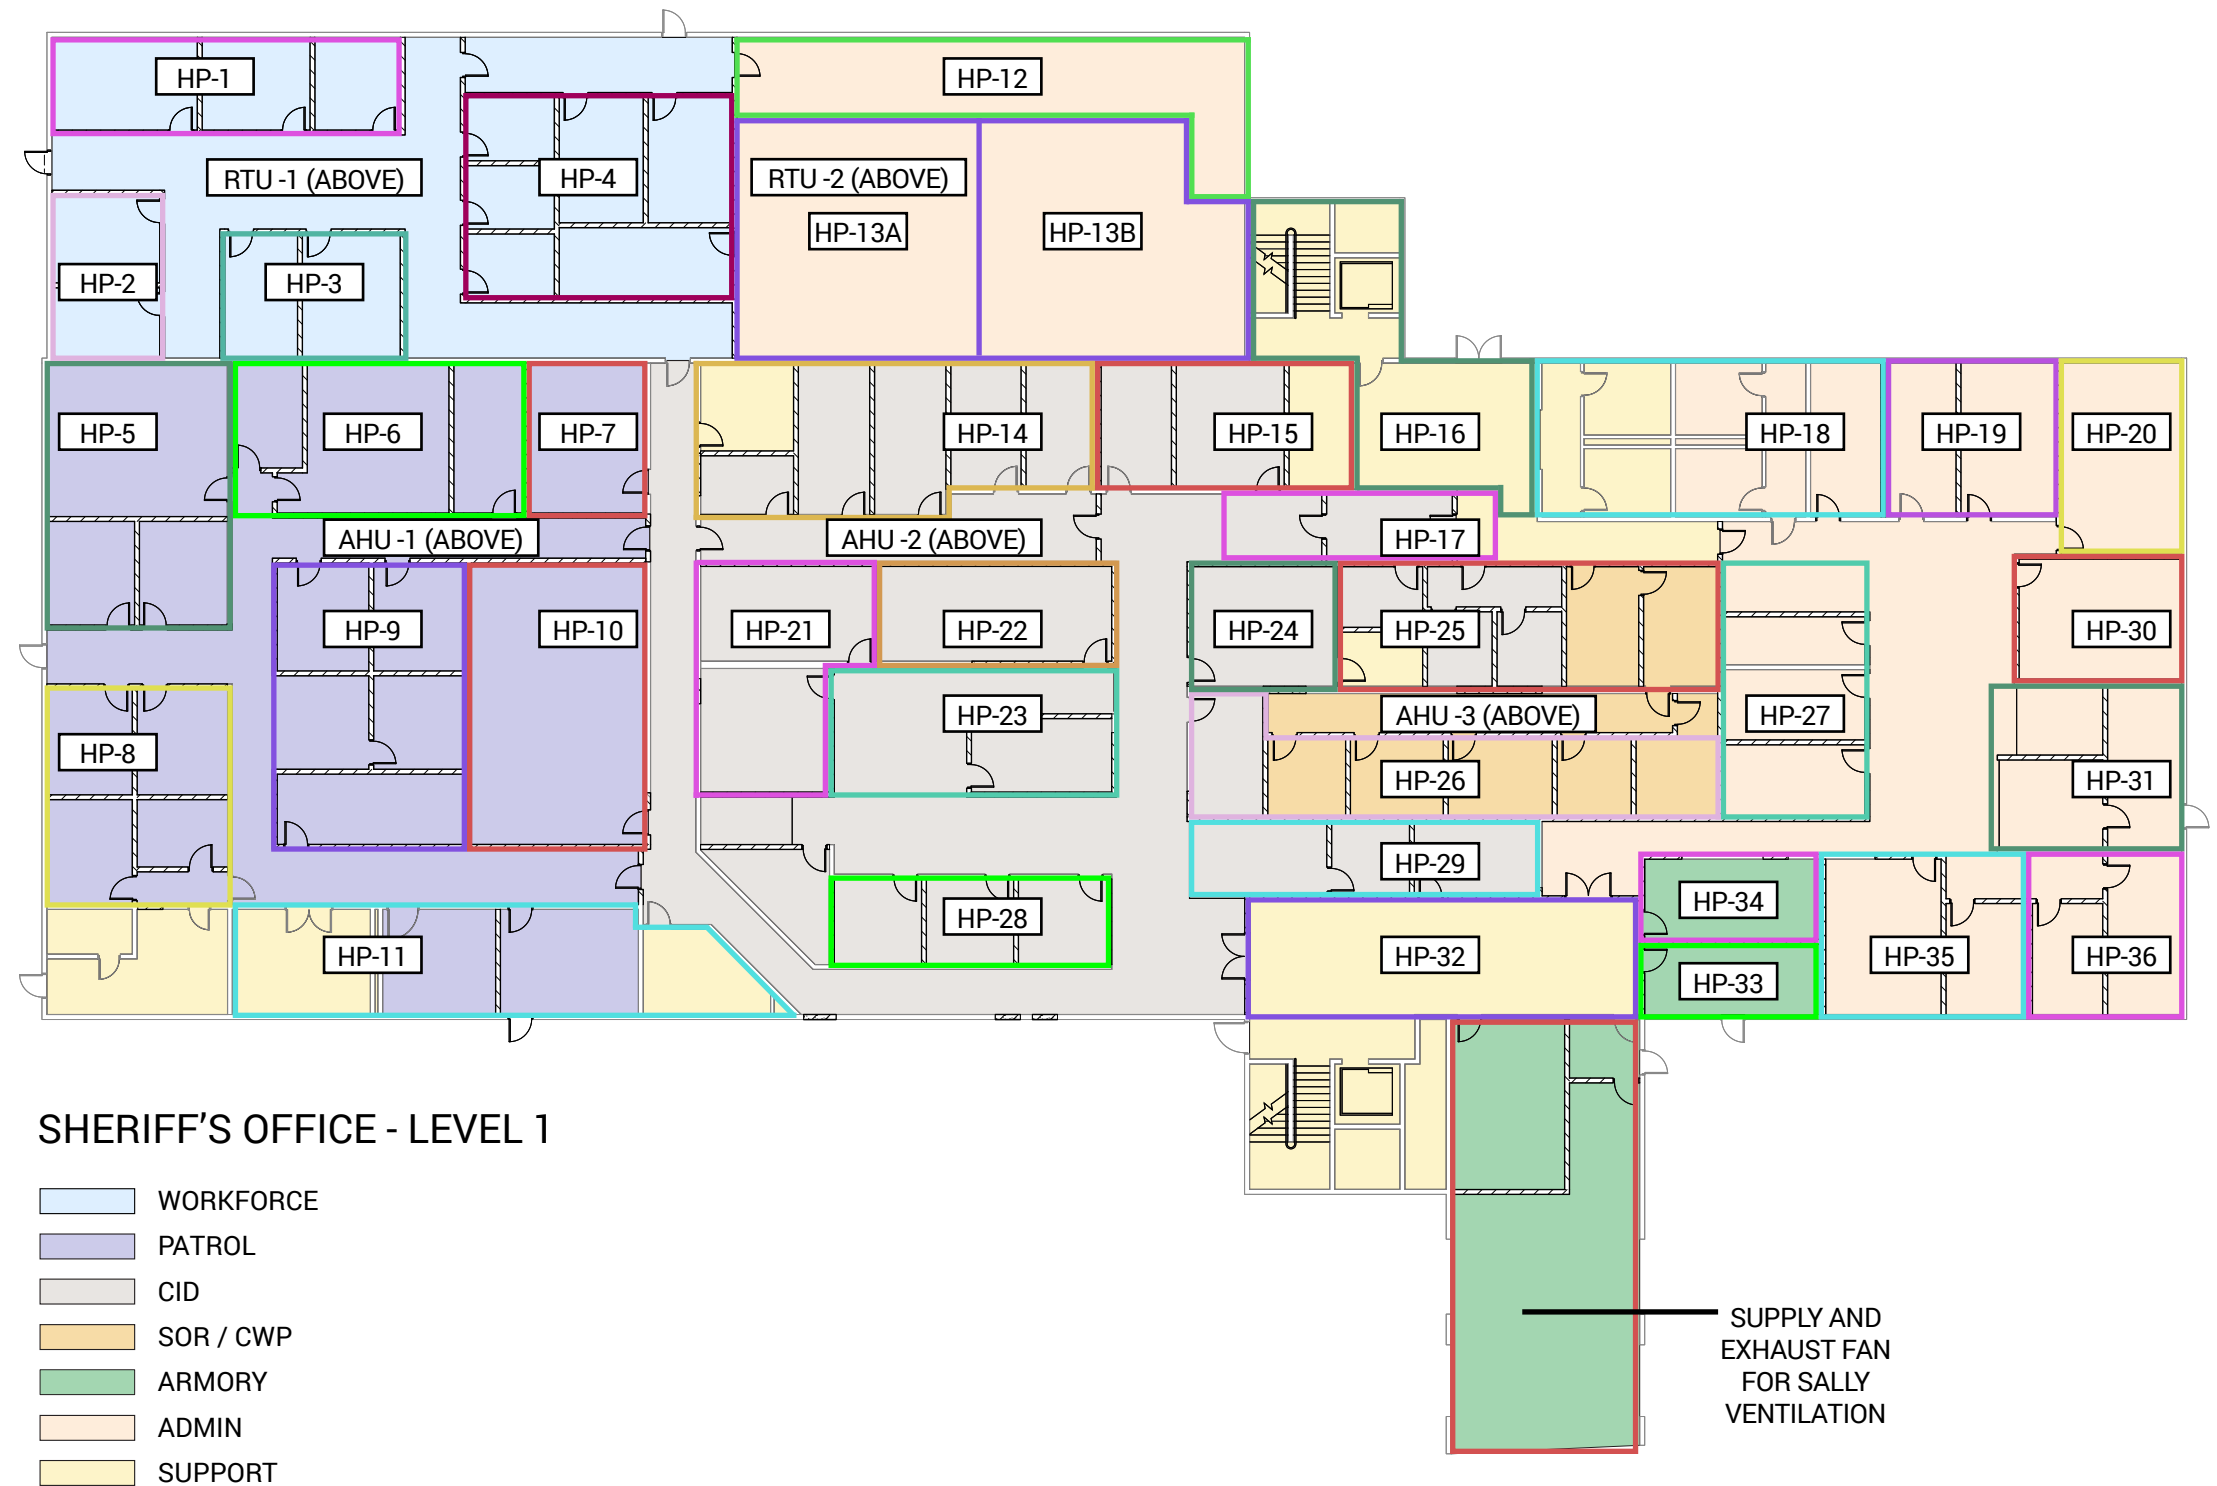 HP-1
HP-12
HP-4
RTU -1 (ABOVE)
RTU -2 (ABOVE)
HP-13A
HP-13B
HP-2
HP-3
HP-5
HP-6
HP-7
HP-14
HP-15
HP-16
HP-18
HP-19
HP-20
AHU -1 (ABOVE)
AHU -2 (ABOVE)
HP-17
HP-9
HP-10
HP-21
HP-22
HP-24
HP-25
HP-30
HP-23
AHU -3 (ABOVE)
HP-27
HP-8
HP-26
HP-31
HP-29
HP-28
HP-34
HP-11
HP-32
HP-35
HP-36
HP-33
SHERIFF'S OFFICE - LEVEL 1
WORKFORCE
PATROL
CID
SOR / CWP
ARMORY
ADMIN
SUPPORT
SUPPLY AND
EXHAUST FAN
FOR SALLY
VENTILATION